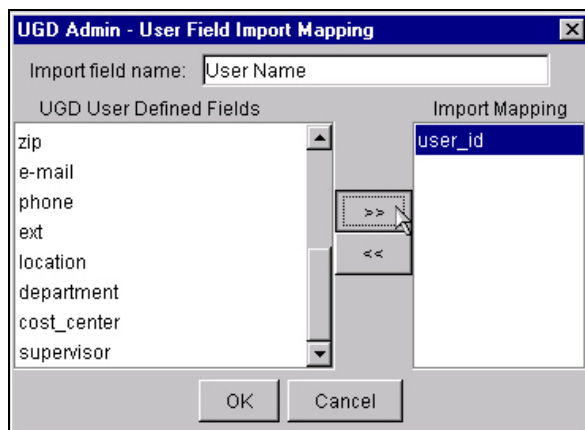 UGD Admin - User Field Import Mapping
Import field name: User Name
UGD User Defined Fields
Import Mapping
zip
e-mail
phone
ext
location
department
cost_center
supervisor
>>
<<
user_id
OK Cancel